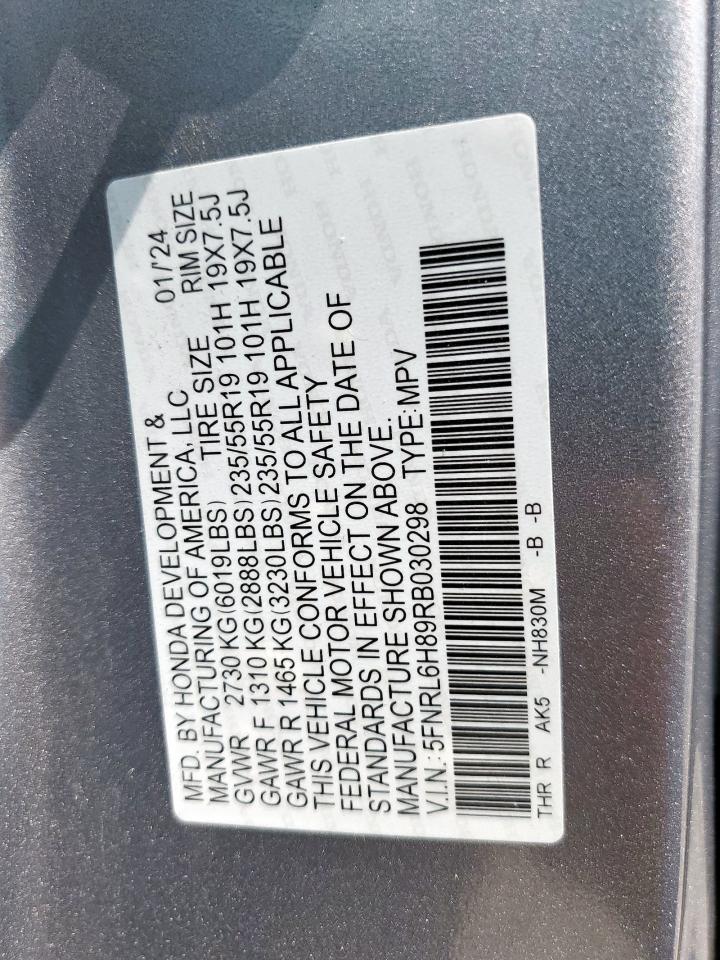 MFD. BY HONDA DEVELOPMENT & 01/'24
MANUFACTURING OF AMERICA, LLC
GVWR 2730 KG(6019LBS) TIRE SIZE RIM SIZE
GAWR F 1310 KG(2888LBS)235/55R19 101H 19X7.5J
GAWR R 1465 KG(3230LBS)235/55R19 101H 19X7.5J
THIS VEHICLE CONFORMS TO ALL APPLICABLE
FEDERAL MOTOR VEHICLE SAFETY
STANDARDS IN EFFECT ON THE DATE OF
MANUFACTURE SHOWN ABOVE.
V.I.N.:5FNRL6H89RB030298 TYPE:MPV
THR R AK5 -NH830M -B -B